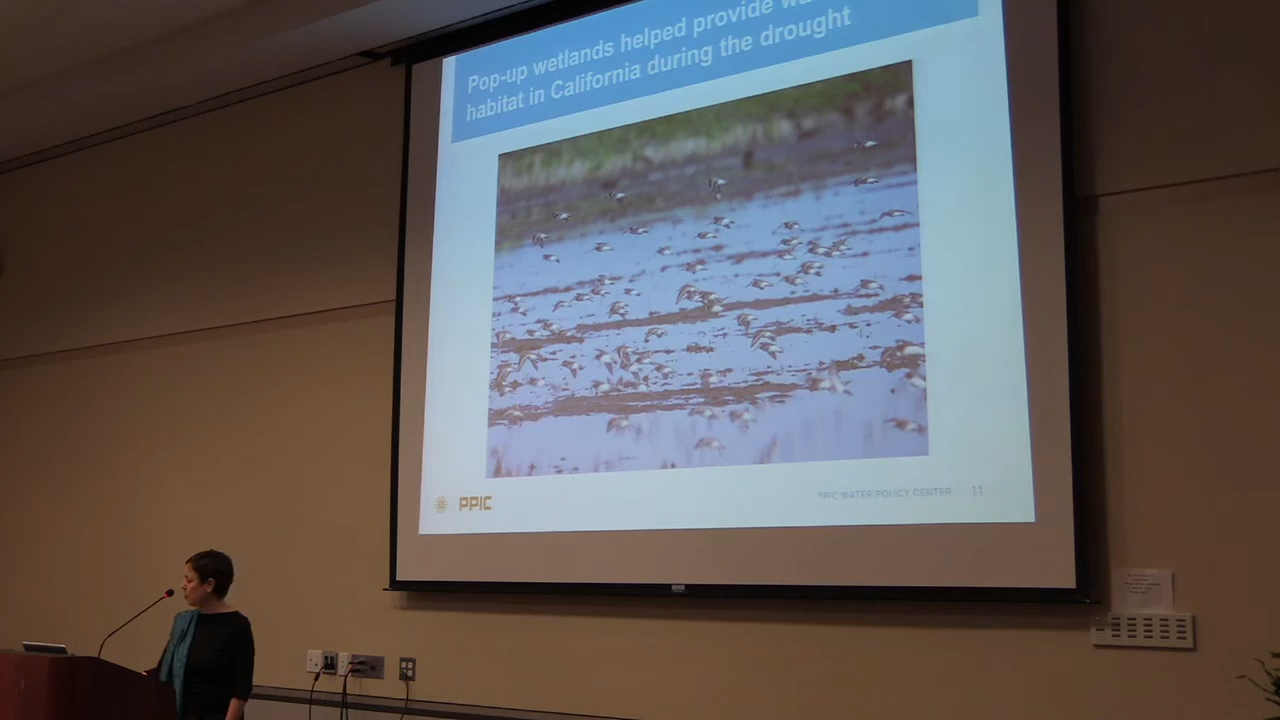 Pop-up wetlands helped provide
habitat in California during the drought
PPIC
PPIC WATER POLICY CENTER 11